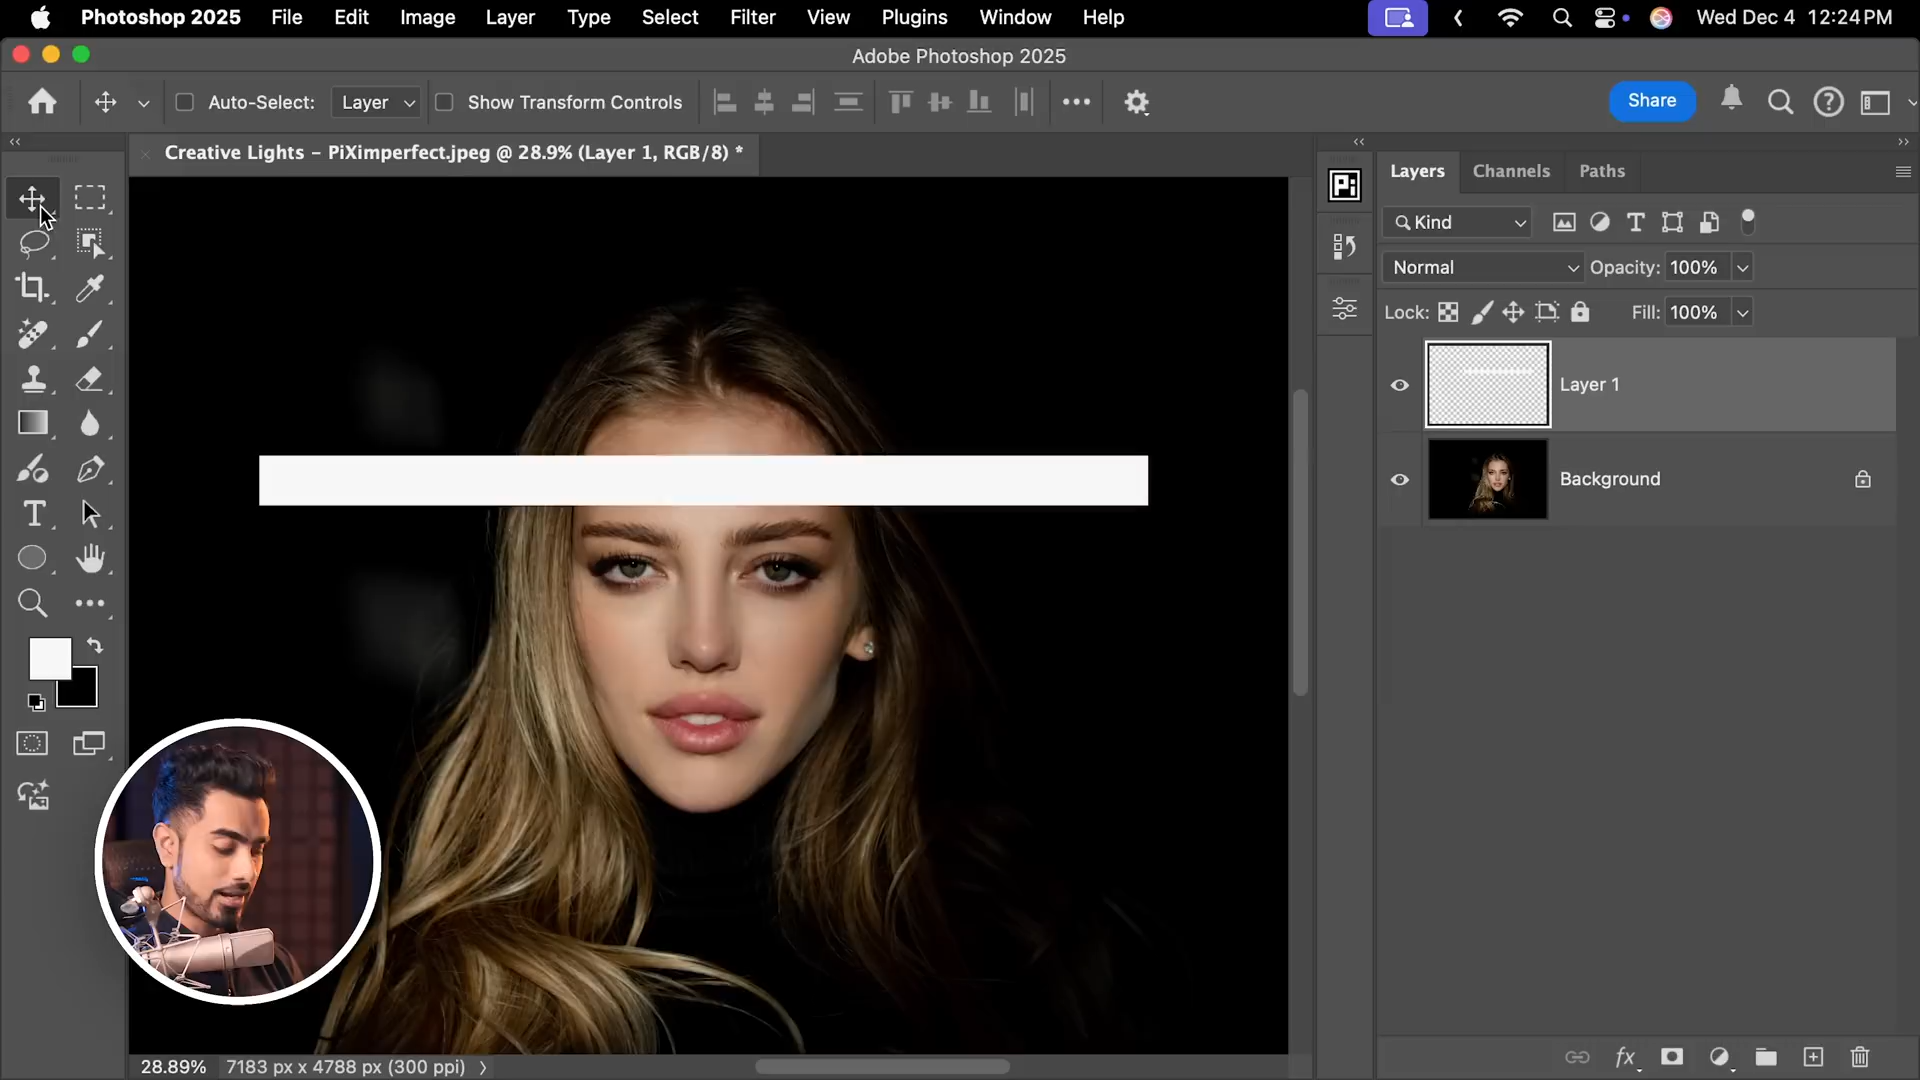 Photoshop 2025 File Edit Image Layer Type Select Filter View Plugins Window Help Wed Dec 4 12:24 PM
Adobe Photoshop 2025
Auto-Select: Layer Show Transform Controls Share
Creative Lights – PiXimperfect.jpeg @ 28.9% (Layer 1, RGB/8) *
Pi
Layers Channels Paths
Kind
Normal Opacity: 100%
Lock: Fill: 100%
Layer 1
Background
28.89% 7183 px x 4788 px (300 ppi)
fx